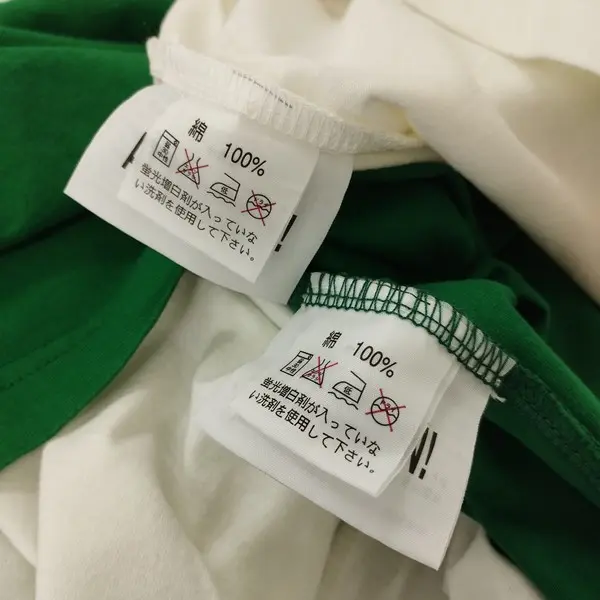 綿 100%
蛍光増白剤が入っていな
い洗剤を使用して下さい。
!
綿 100%
低
蛍光増白剤が入っていな
い洗剤を使用して下さい。
N!